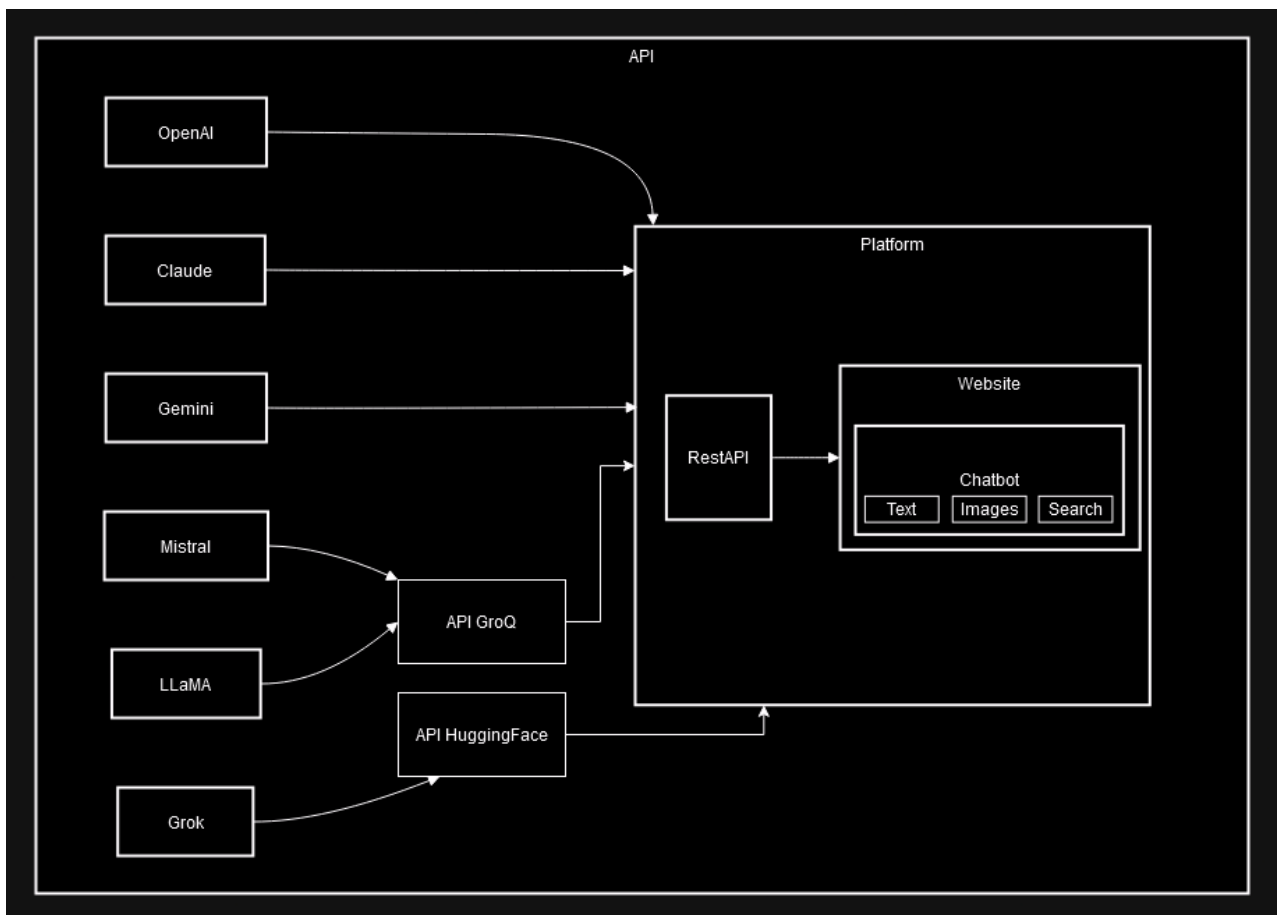 API
OpenAI
Platform
Claude
Website
Gemini
RestAPI
Chatbot
Text
Images
Search
Mistral
API GroQ
LLaMA
API HuggingFace
Grok